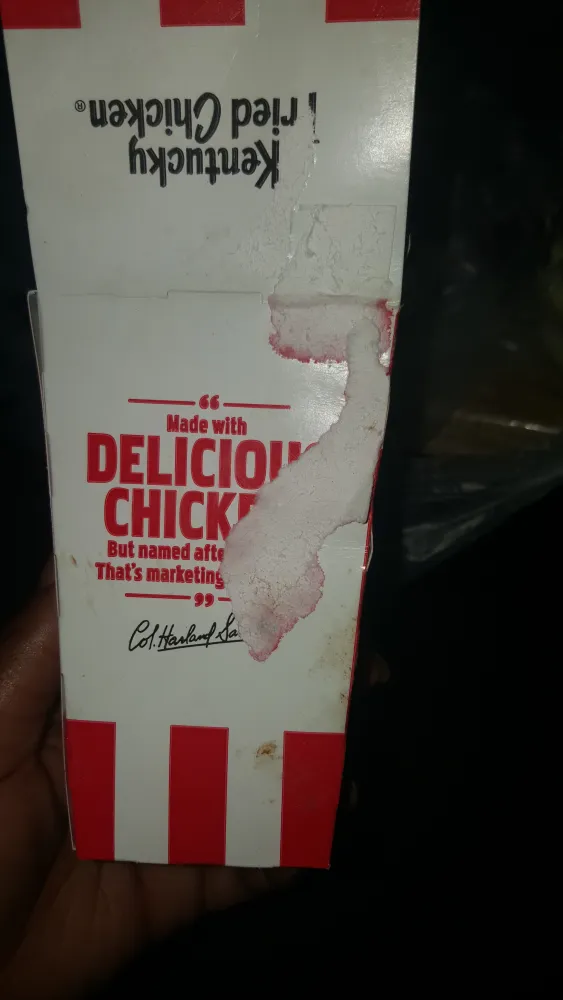 Kentucky
ried Chicken®
“
Made with
DELICIOU
CHICK
But named afte
That's marketing
”
Col. Harland Sa